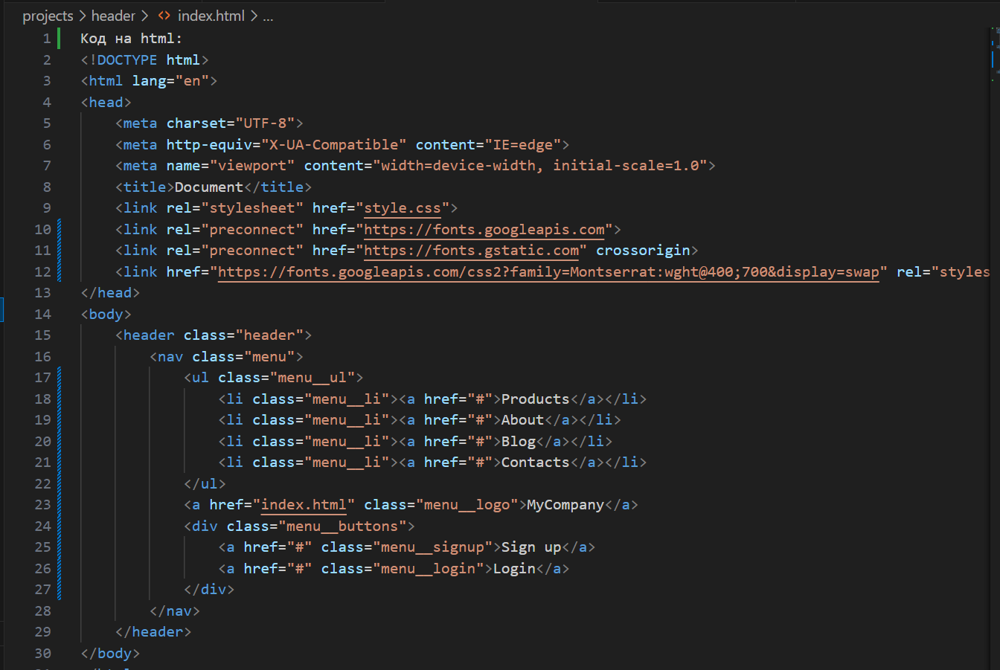 projects > header > <> index.html > ...
1 Код на html:
2 <!DOCTYPE html>
3 <html lang="en">
4 <head>
5 <meta charset="UTF-8">
6 <meta http-equiv="X-UA-Compatible" content="IE=edge">
7 <meta name="viewport" content="width=device-width, initial-scale=1.0">
8 <title>Document</title>
9 <link rel="stylesheet" href="style.css">
10 <link rel="preconnect" href="https://fonts.googleapis.com">
11 <link rel="preconnect" href="https://fonts.gstatic.com" crossorigin>
12 <link href="https://fonts.googleapis.com/css2?family=Montserrat:wght@400;700&display=swap" rel="styles
13 </head>
14 <body>
15 <header class="header">
16 <nav class="menu">
17 <ul class="menu__ul">
18 <li class="menu__li"><a href="#">Products</a></li>
19 <li class="menu__li"><a href="#">About</a></li>
20 <li class="menu__li"><a href="#">Blog</a></li>
21 <li class="menu__li"><a href="#">Contacts</a></li>
22 </ul>
23 <a href="index.html" class="menu__logo">MyCompany</a>
24 <div class="menu__buttons">
25 <a href="#" class="menu__signup">Sign up</a>
26 <a href="#" class="menu__login">Login</a>
27 </div>
28 </nav>
29 </header>
30 </body>